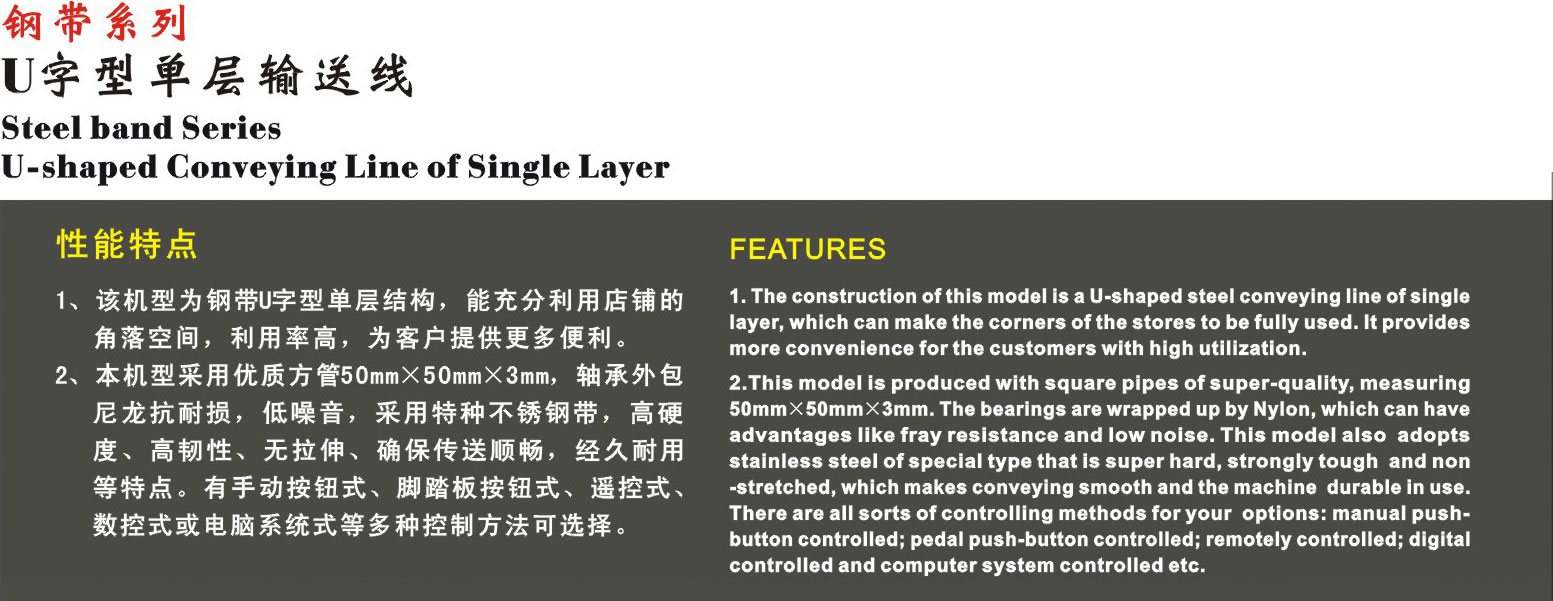 钢带系列
U字型单层输送线
Steel band Series
U-shaped Conveying Line of Single Layer
性能特点
1、该机型为钢带U字型单层结构，能充分利用店铺的
角落空间，利用率高，为客户提供更多便利。
2、本机型采用优质方管50mm×50mm×3mm，轴承外包
尼龙抗耐损，低噪音，采用特种不锈钢带，高硬
度、高韧性、无拉伸、确保传送顺畅，经久耐用
等特点。有手动按钮式、脚踏板按钮式、遥控式、
数控式或电脑系统式等多种控制方法可选择。
FEATURES
1. The construction of this model is a U-shaped steel conveying line of single
layer, which can make the corners of the stores to be fully used. It provides
more convenience for the customers with high utilization.
2.This model is produced with square pipes of super-quality, measuring
50mm×50mm×3mm. The bearings are wrapped up by Nylon, which can have
advantages like fray resistance and low noise. This model also adopts
stainless steel of special type that is super hard, strongly tough and non
-stretched, which makes conveying smooth and the machine durable in use.
There are all sorts of controlling methods for your options: manual push-
button controlled; pedal push-button controlled; remotely controlled; digital
controlled and computer system controlled etc.